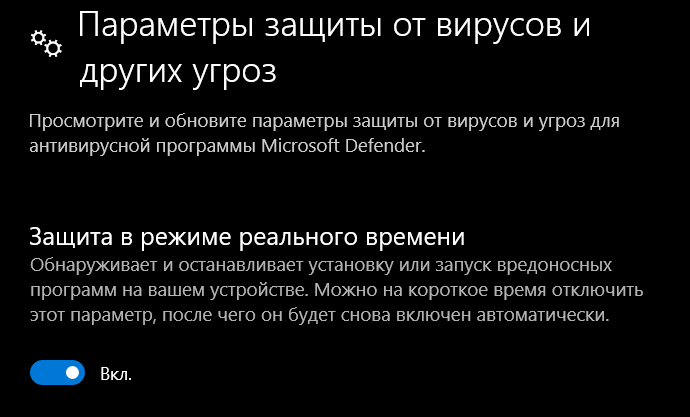 Параметры защиты от вирусов и
других угроз
Просмотрите и обновите параметры защиты от вирусов и угроз для
антивирусной программы Microsoft Defender.
Защита в режиме реального времени
Обнаруживает и останавливает установку или запуск вредоносных
программ на вашем устройстве. Можно на короткое время отключить
этот параметр, после чего он будет снова включен автоматически.
Вкл.